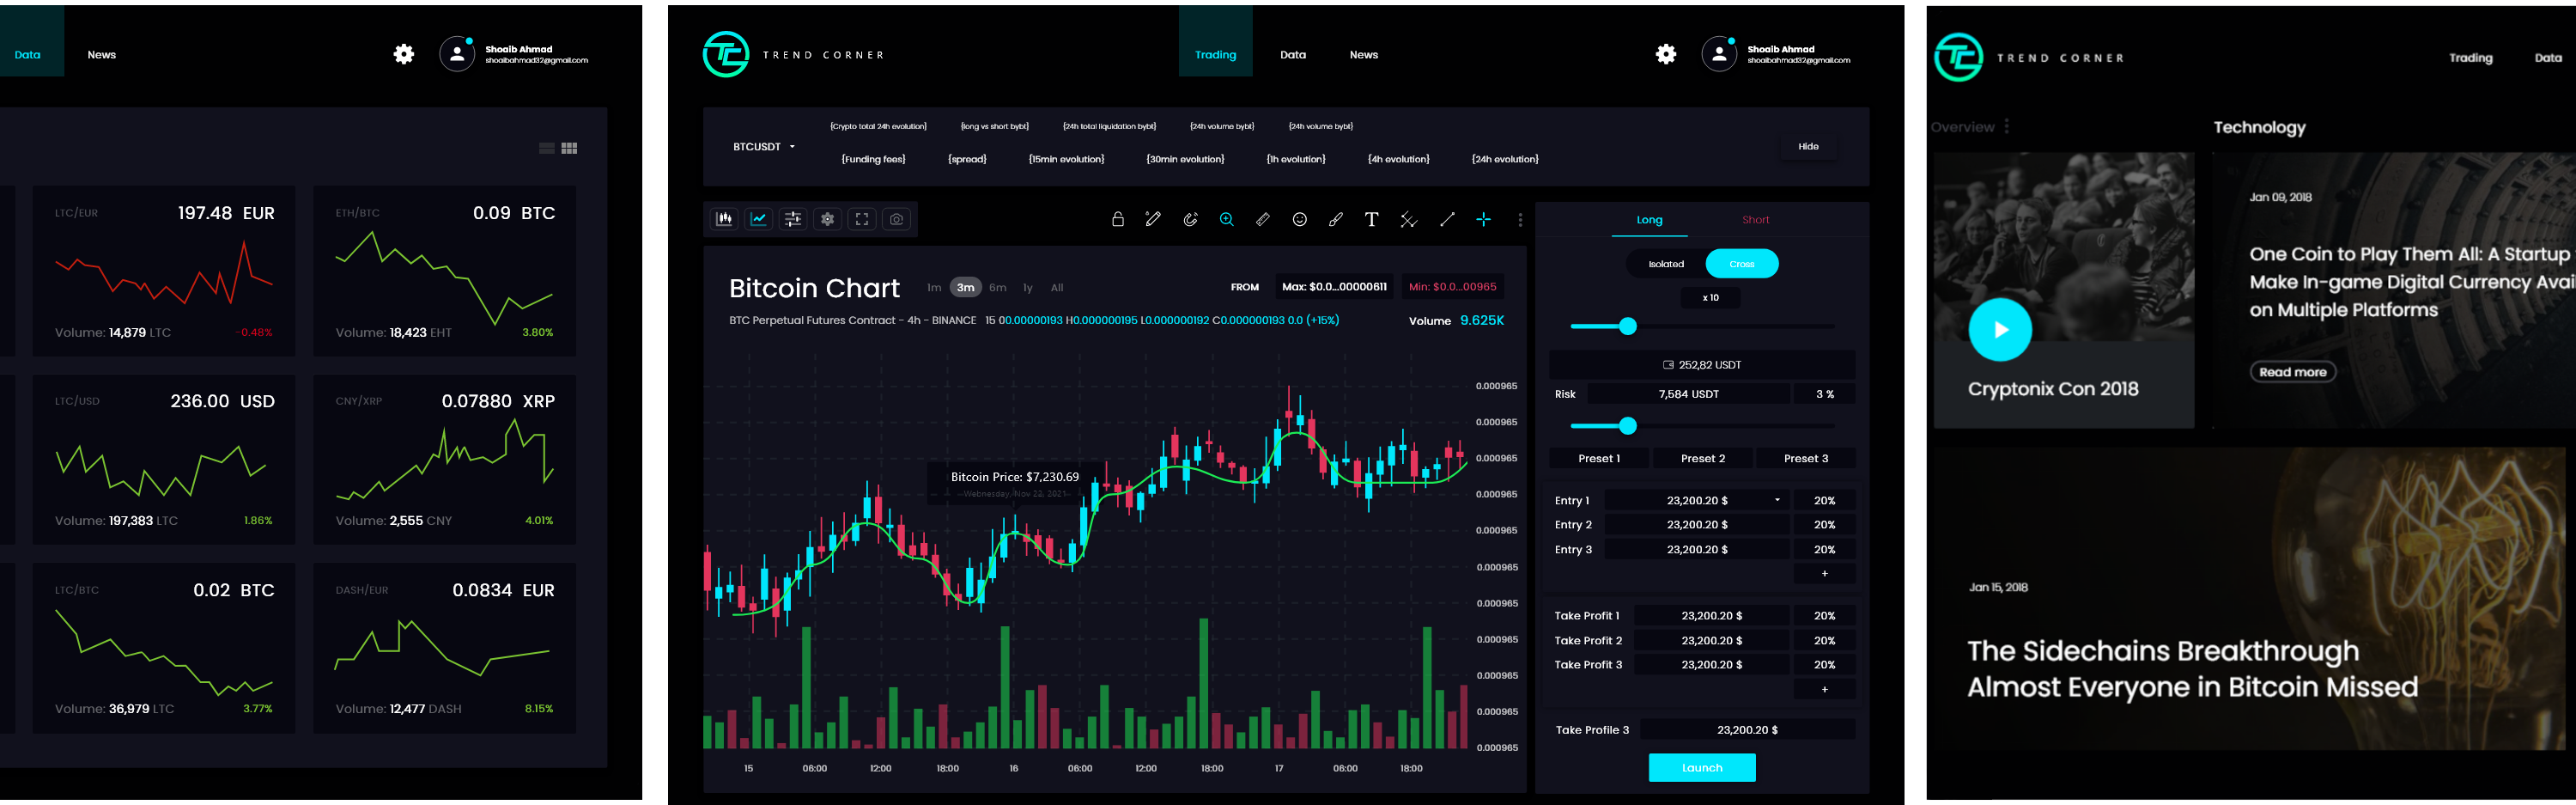 Data
News
Shoaib Ahmad
shoaibahmad32@gmail.com
LTC/EUR
197.48 EUR
Volume: 14,879 LTC
-0.48%
ETH/BTC
0.09 BTC
Volume: 18,423 EHT
3.80%
LTC/USD
236.00 USD
Volume: 197,383 LTC
1.86%
CNY/XRP
0.07880 XRP
Volume: 2,555 CNY
4.01%
LTC/BTC
0.02 BTC
Volume: 36,979 LTC
3.77%
DASH/EUR
0.0834 EUR
Volume: 12,477 DASH
8.15%
TC
TREND CORNER
Trading
Data
News
Shoaib Ahmad
shoaibahmad32@gmail.com
BTCUSDT
{Crypto total 24h evolution}
{long vs short bybt}
{24h total liquidation bybt}
{24h volume bybt}
{24h volume bybt}
{Funding fees}
{spread}
{15min evolution}
{30min evolution}
{1h evolution}
{4h evolution}
{24h evolution}
Hide
T
Bitcoin Chart
1m
3m
6m
1y
All
FROM
Max: $0.0...00000611
Min: $0.0...00965
BTC Perpetual Futures Contract - 4h - BINANCE 15 00.00000193 H0.000000195 L0.000000192 C0.000000193 0.0 (+15%)
Volume 9.625K
Bitcoin Price: $7,230.69
Webnesday, Nov 22, 2021
0.000965
0.000965
0.000965
0.000965
0.000965
0.000965
0.000965
0.000965
0.000965
0.000965
0.000965
15
06:00
12:00
18:00
16
06:00
12:00
18:00
17
06:00
18:00
Long
Short
Isolated
Cross
x 10
252,82 USDT
Risk
7,584 USDT
3 %
Preset 1
Preset 2
Preset 3
Entry 1
23,200.20 $
20%
Entry 2
23,200.20 $
20%
Entry 3
23,200.20 $
20%
+
Take Profit 1
23,200.20 $
20%
Take Profit 2
23,200.20 $
20%
Take Profit 3
23,200.20 $
20%
+
Take Profile 3
23,200.20 $
Launch
TC
TREND CORNER
Trading
Data
Overview
Technology
Cryptonix Con 2018
Jan 09, 2018
One Coin to Play Them All: A Startup
Make In-game Digital Currency Avai
on Multiple Platforms
Read more
Jan 15, 2018
The Sidechains Breakthrough
Almost Everyone in Bitcoin Missed